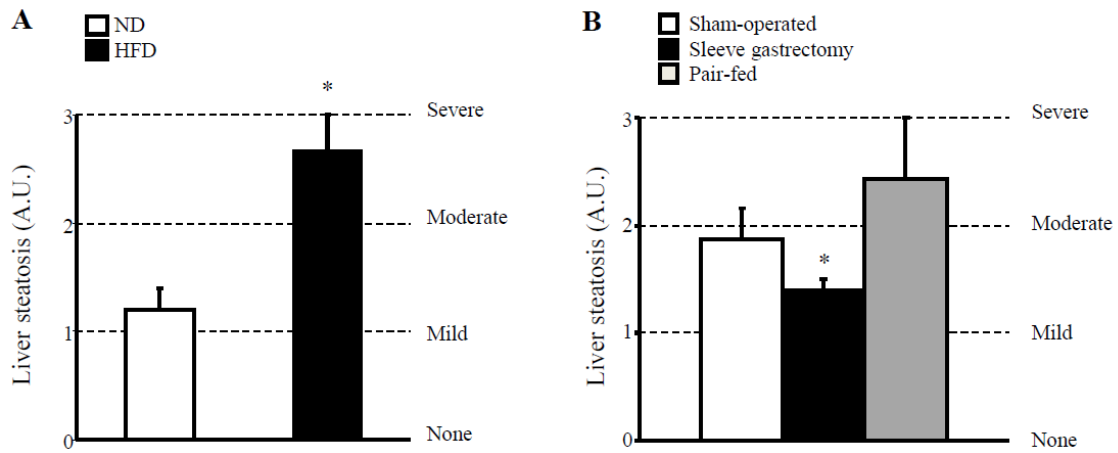 A
ND
HFD
*
3
2
1
0
Liver steatosis (A.U.)
Severe
Moderate
Mild
None
B
Sham-operated
Sleeve gastrectomy
Pair-fed
*
3
2
1
0
Liver steatosis (A.U.)
Severe
Moderate
Mild
None